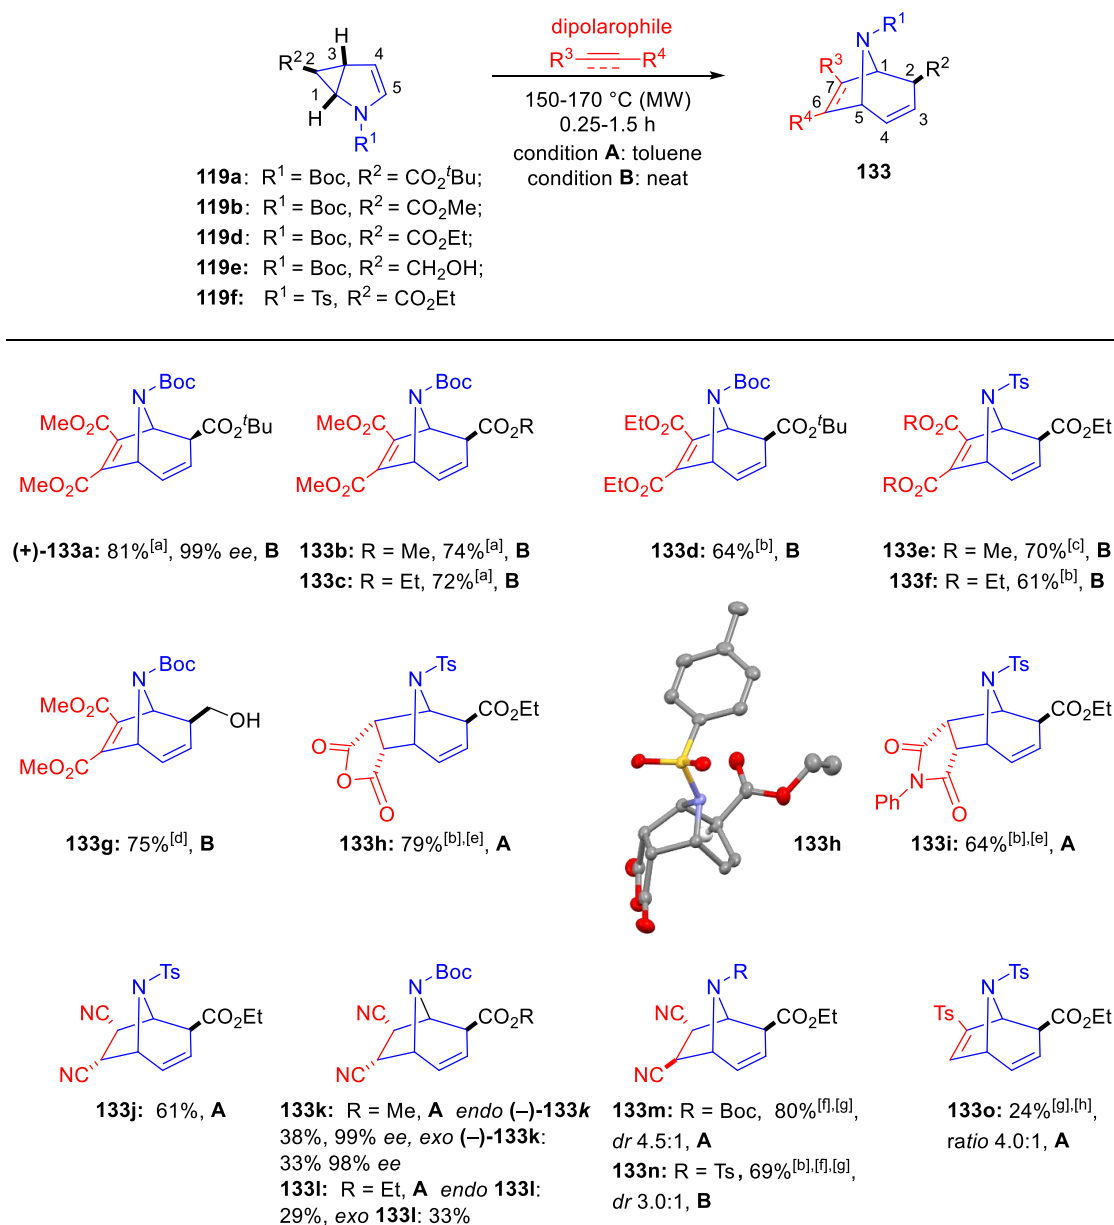 dipolarophile
R³ R⁴
150-170 °C (MW)
0.25-1.5 h
condition A: toluene
condition B: neat
R² H H N R¹ 1 2 3 4 5
R¹ N R² R³ R⁴ 1 2 3 4 5 6 7
133
119a: R¹ = Boc, R² = CO₂ᵗBu;
119b: R¹ = Boc, R² = CO₂Me;
119d: R¹ = Boc, R² = CO₂Et;
119e: R¹ = Boc, R² = CH₂OH;
119f: R¹ = Ts, R² = CO₂Et
Boc N MeO₂C MeO₂C CO₂ᵗBu
Boc N MeO₂C MeO₂C CO₂R
Boc N EtO₂C EtO₂C CO₂ᵗBu
Ts N RO₂C RO₂C CO₂Et
(+)-133a: 81%[a], 99% ee, B
133b: R = Me, 74%[a], B
133c: R = Et, 72%[a], B
133d: 64%[b], B
133e: R = Me, 70%[c], B
133f: R = Et, 61%[b], B
Boc N MeO₂C MeO₂C OH
Ts N CO₂Et O O O
Ts N CO₂Et O N Ph O
133g: 75%[d], B
133h: 79%[b],[e], A
133h
133i: 64%[b],[e], A
Ts N NC NC CO₂Et
Boc N NC NC CO₂R
R N NC NC CO₂Et
Ts N Ts CO₂Et
133j: 61%, A
133k: R = Me, A endo (–)-133k
38%, 99% ee, exo (–)-133k:
33% 98% ee
133l: R = Et, A endo 133l:
29%, exo 133l: 33%
133m: R = Boc, 80%[f],[g],
dr 4.5:1, A
133n: R = Ts, 69%[b],[f],[g],
dr 3.0:1, B
133o: 24%[g],[h],
ratio 4.0:1, A